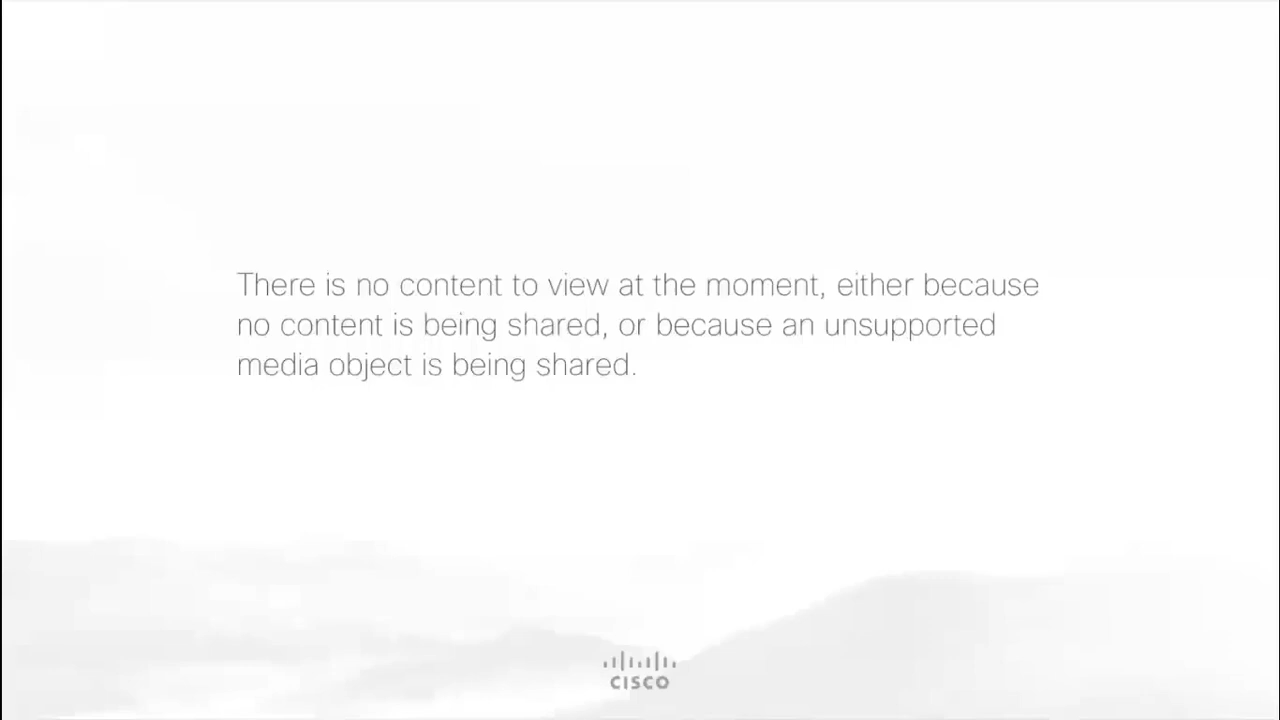 There is no content to view at the moment, either because
no content is being shared, or because an unsupported
media object is being shared.
CISCO